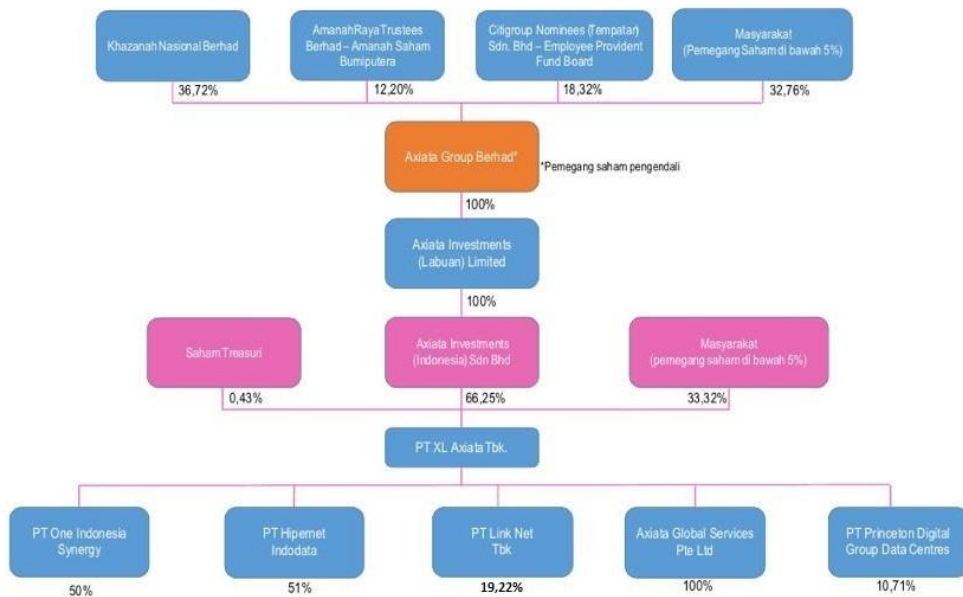 Khazanah Nasional Berhad
AmanahRaya Trustees
Berhad – Amanah Saham
Bumiputera
Citigroup Nominees (Tempatar)
Sdn. Bhd – Employee Provident
Fund Board
Masyarakat
(Pemegang Saham di bawah 5%)
36,72%
12,20%
18,32%
32,76%
Axiata Group Berhad*
*Pemegang saham pengendali
100%
Axiata Investments
(Labuan) Limited
100%
Saham Treasuri
Axiata Investments
(Indonesia) Sdn Bhd
Masyarakat
(pemegang saham di bawah 5%)
0,43%
66,25%
33,32%
PT XL Axiata Tbk.
PT One Indonesia
Synergy
PT Hipernet
Indodata
PT Link Net
Tbk
Axiata Global Services
Pte Ltd
PT Princeton Digital
Group Data Centres
50%
51%
19,22%
100%
10,71%